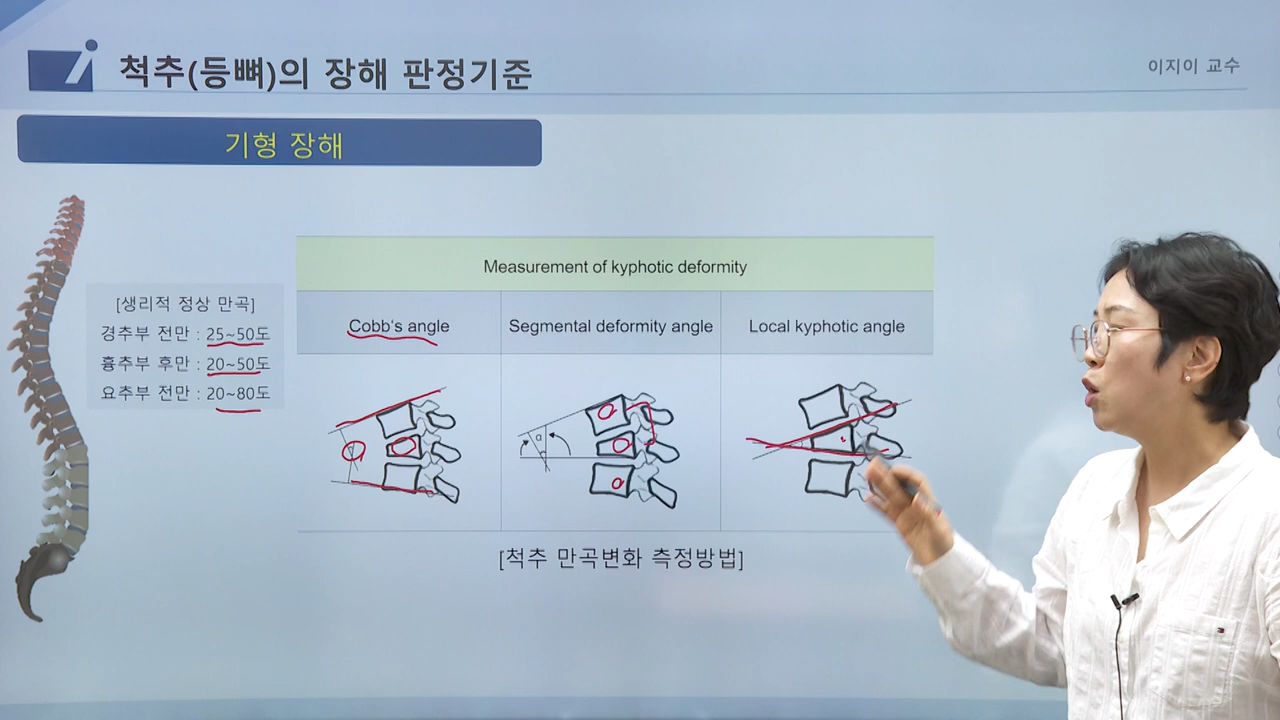 척추(등뼈)의 장해 판정기준
이지이 교수
기형 장해
[생리적 정상 만곡]
경추부 전만 : 25~50도
흉추부 후만 : 20~50도
요추부 전만 : 20~80도
Measurement of kyphotic deformity
Cobb's angle
Segmental deformity angle
Local kyphotic angle
α
[척추 만곡변화 측정방법]